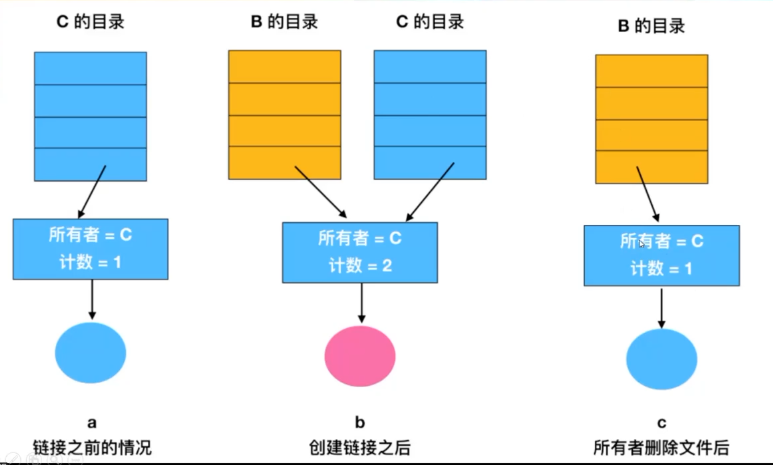 C 的目录
B 的目录
C 的目录
B 的目录
所有者 = C
计数 = 1
所有者 = C
计数 = 2
所有者 = C
计数 = 1
a
链接之前的情况
b
创建链接之后
c
所有者删除文件后